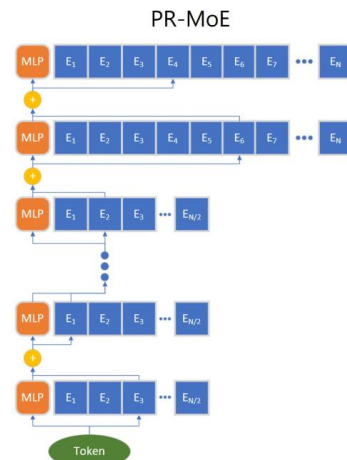 PR-MoE
MLP E1 E2 E3 E4 E5 E6 E7 ••• EN
+
MLP E1 E2 E3 E4 E5 E6 E7 ••• EN
+
MLP E1 E2 E3 ••• EN/2
MLP E1 E2 E3 ••• EN/2
+
MLP E1 E2 E3 ••• EN/2
Token